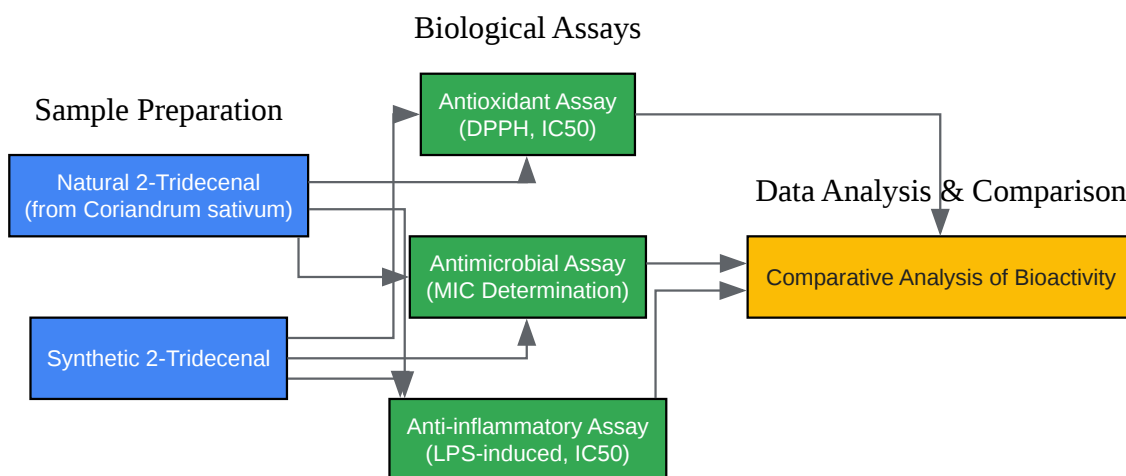 Biological Assays
Sample Preparation
Antioxidant Assay
(DPPH, IC50)
Natural 2-Tridecenal
(from Coriandrum sativum)
Data Analysis & Comparison
Antimicrobial Assay
(MIC Determination)
Comparative Analysis of Bioactivity
Synthetic 2-Tridecenal
Anti-inflammatory Assay
(LPS-induced, IC50)